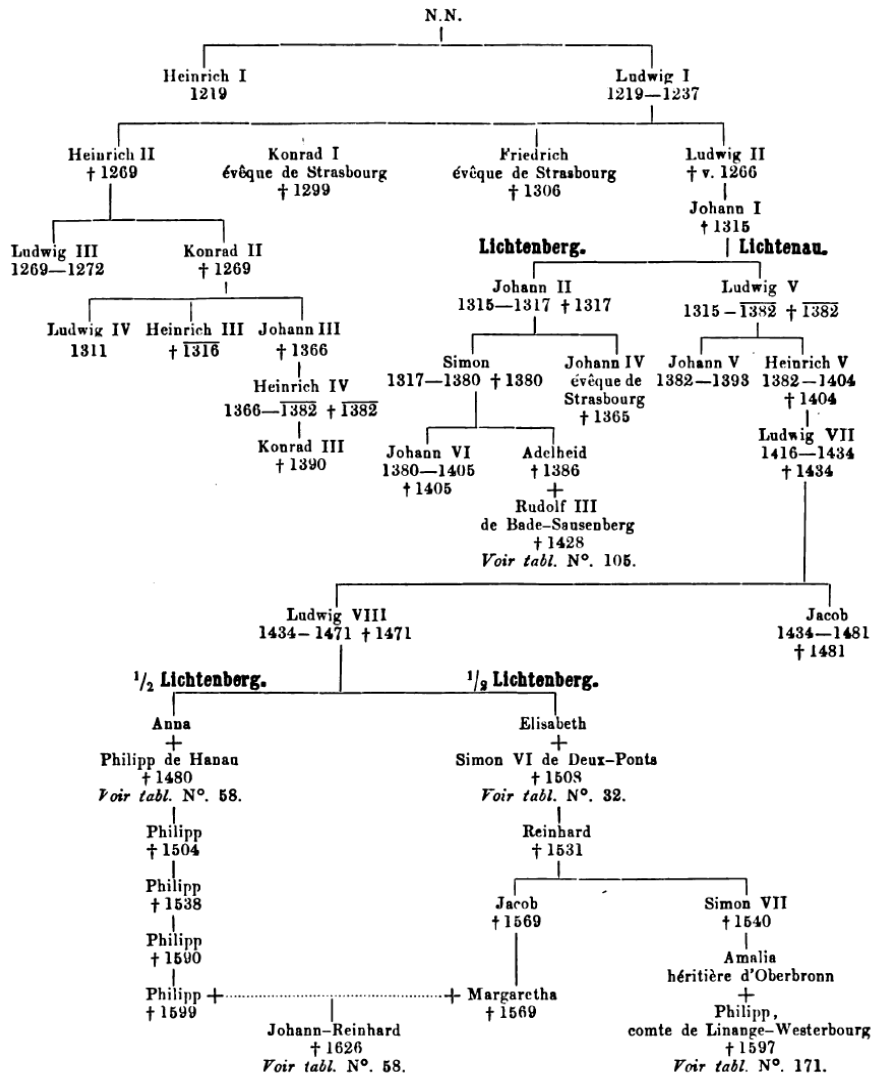 N.N.
Heinrich I
1219
Ludwig I
1219—1237
Heinrich II
† 1269
Konrad I
évêque de Strasbourg
† 1299
Friedrich
évêque de Strasbourg
† 1306
Ludwig II
† v. 1266
Johann I
† 1315
Lichtenberg.
Lichtenau.
Ludwig III
1269—1272
Konrad II
† 1269
Johann II
1315—1317 † 1317
Ludwig V
1315–1382 † 1382
Ludwig IV
1311
Heinrich III
† 1316
Johann III
† 1366
Simon
1317—1380 † 1380
Johann IV
évêque de
Strasbourg
† 1365
Johann V
1382—1393
Heinrich V
1382—1404
† 1404
Heinrich IV
1366—1382 † 1382
Ludwig VII
1416—1434
† 1434
Konrad III
† 1390
Johann VI
1380—1405
† 1405
Adelheid
† 1386
+
Rudolf III
de Bade–Sausenberg
† 1428
Voir tabl. N°. 105.
Ludwig VIII
1434–1471 † 1471
Jacob
1434—1481
† 1481
1/2 Lichtenberg.
1/2 Lichtenberg.
Anna
+
Philipp de Hanau
† 1480
Voir tabl. N°. 58.
Elisabeth
+
Simon VI de Deux–Ponts
† 1508
Voir tabl. N°. 32.
Philipp
† 1504
Reinhard
† 1531
Philipp
† 1538
Jacob
† 1569
Simon VII
† 1540
Philipp
† 1590
Amalia
héritière d'Oberbronn
+
Philipp,
comte de Linange–Westerbourg
† 1597
Voir tabl. N°. 171.
Philipp +
† 1599
+ Margaretha
† 1569
Johann–Reinhard
† 1626
Voir tabl. N°. 58.